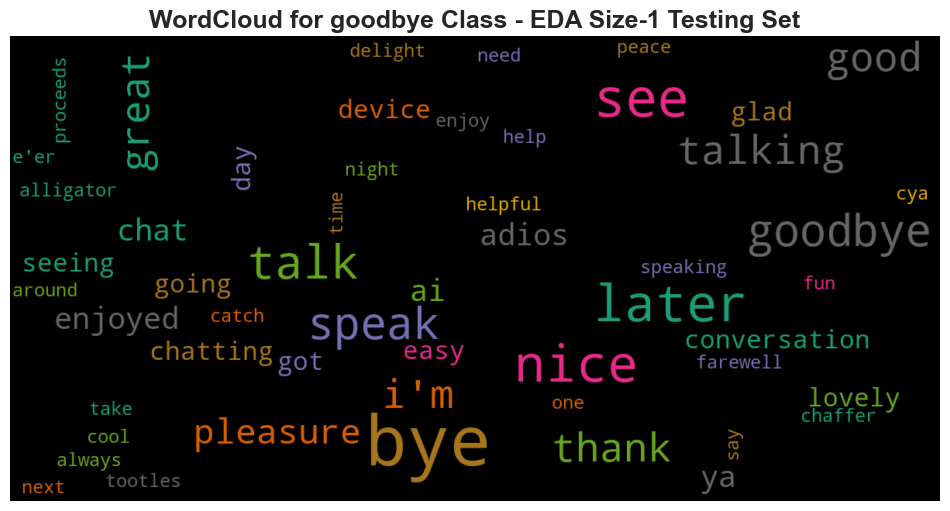 WordCloud for goodbye Class - EDA Size-1 Testing Set
delight
need
peace
good
proceeds
great
see
device
enjoy
glad
help
talking
e'er
day
night
alligator
time
helpful
cya
chat
adios
goodbye
seeing
talk
speaking
around
going
ai
fun
later
enjoyed
catch
speak
conversation
chatting
got
easy
nice
farewell
i'm
one
lovely
take
chaffer
cool
pleasure
bye
thank
say
always
next
tootles
ya